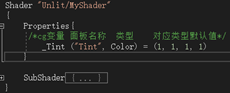 Shader "Unlit/MyShader"
{
Properties{
/*cg变量 面板名称 类型 对应类型默认值*/
_Tint ("Tint", Color) = (1, 1, 1, 1)
}
SubShader{ ... }
}